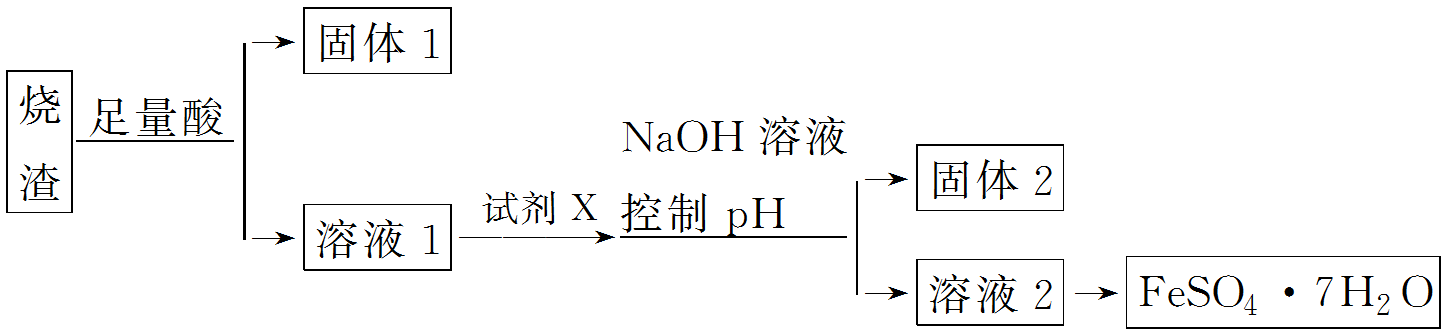 烧渣
足量酸
固体 1
溶液 1
试剂 X
NaOH 溶液
控制 pH
固体 2
溶液 2
FeSO₄ · 7H₂O